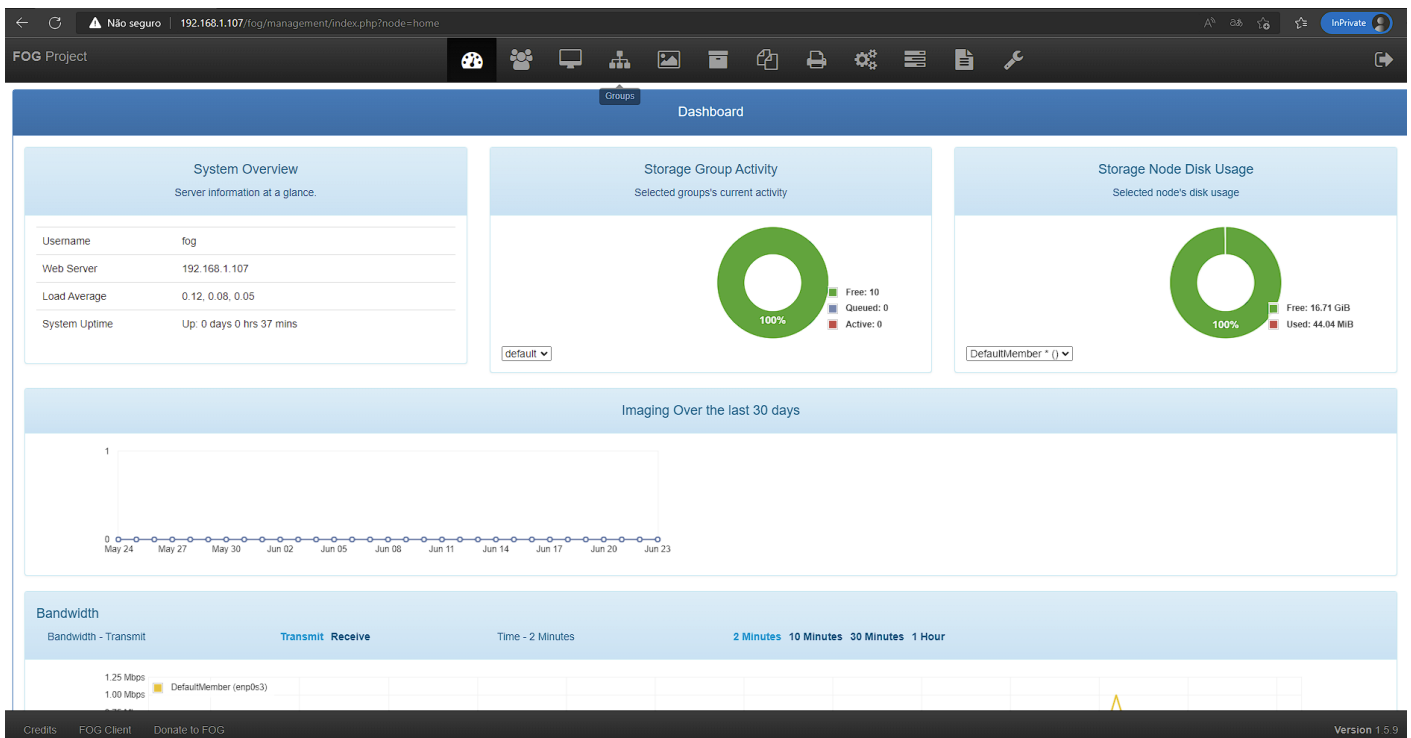 Não seguro | 192.168.1.107/fog/management/index.php?node=home
InPrivate
FOG Project
Groups
Dashboard
System Overview
Server information at a glance.
Username fog
Web Server 192.168.1.107
Load Average 0.12, 0.08, 0.05
System Uptime Up: 0 days 0 hrs 37 mins
Storage Group Activity
Selected groups's current activity
100%
Free: 10
Queued: 0
Active: 0
default
Storage Node Disk Usage
Selected node's disk usage
100%
Free: 16.71 GiB
Used: 44.04 MiB
DefaultMember * ()
Imaging Over the last 30 days
1
0
May 24 May 27 May 30 Jun 02 Jun 05 Jun 08 Jun 11 Jun 14 Jun 17 Jun 20 Jun 23
Bandwidth
Bandwidth - Transmit Transmit Receive Time - 2 Minutes 2 Minutes 10 Minutes 30 Minutes 1 Hour
1.25 Mbps
1.00 Mbps
DefaultMember (enp0s3)
Credits FOG Client Donate to FOG Version 1.5.9